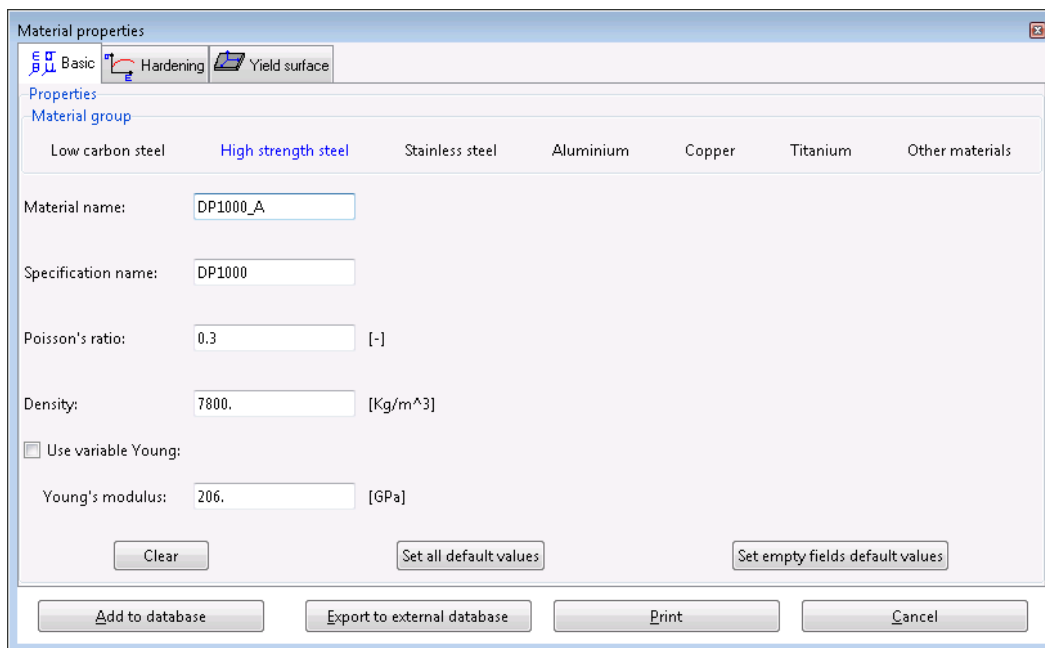 Material properties
Basic Hardening Yield surface
Properties
Material group
Low carbon steel High strength steel Stainless steel Aluminium Copper Titanium Other materials
Material name: DP1000_A
Specification name: DP1000
Poisson's ratio: 0.3 [-]
Density: 7800. [Kg/m^3]
Use variable Young:
Young's modulus: 206. [GPa]
Clear Set all default values Set empty fields default values
Add to database Export to external database Print Cancel